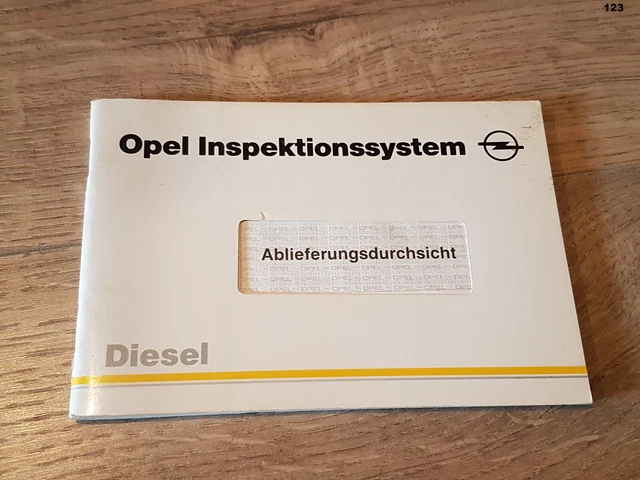 123
Opel Inspektionssystem
Ablieferungsdurchsicht
Diesel